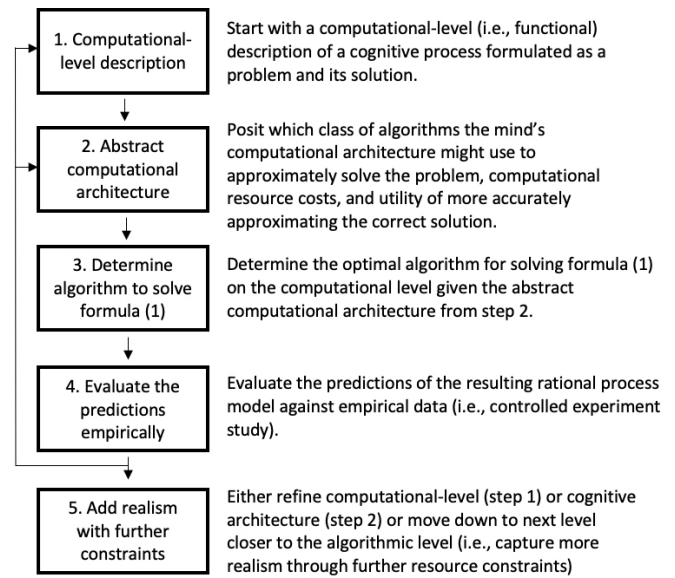 1. Computational-
level description
Start with a computational-level (i.e., functional)
description of a cognitive process formulated as a
problem and its solution.
2. Abstract
computational
architecture
Posit which class of algorithms the mind's
computational architecture might use to
approximately solve the problem, computational
resource costs, and utility of more accurately
approximating the correct solution.
3. Determine
algorithm to solve
formula (1)
Determine the optimal algorithm for solving formula (1)
on the computational level given the abstract
computational architecture from step 2.
4. Evaluate the
predictions
empirically
Evaluate the predictions of the resulting rational process
model against empirical data (i.e., controlled experiment
study).
5. Add realism
with further
constraints
Either refine computational-level (step 1) or cognitive
architecture (step 2) or move down to next level
closer to the algorithmic level (i.e., capture more
realism through further resource constraints)